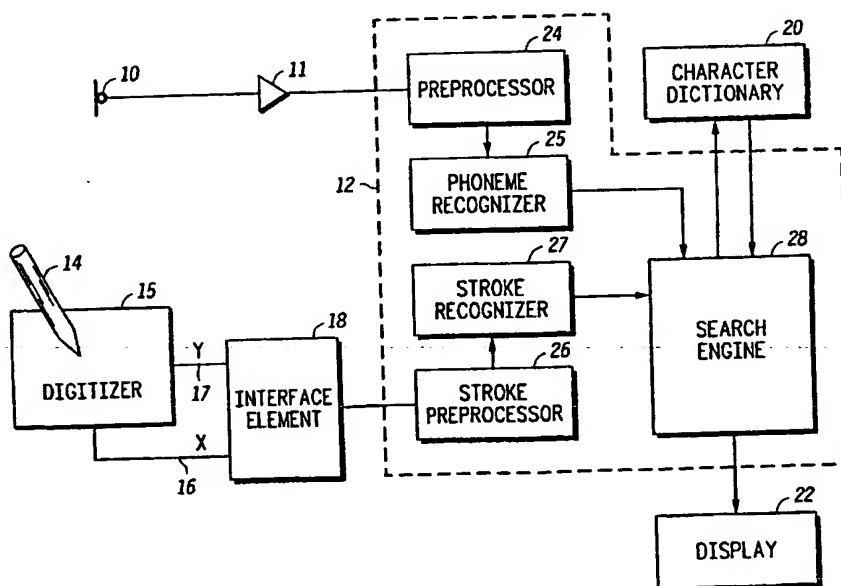 24
20
10
11
PREPROCESSOR
CHARACTER
DICTIONARY
25
12
PHONEME
RECOGNIZER
14
27
28
15
STROKE
RECOGNIZER
18
SEARCH
ENGINE
Y
26
DIGITIZER
17
INTERFACE
ELEMENT
STROKE
PREPROCESSOR
X
16
22
DISPLAY